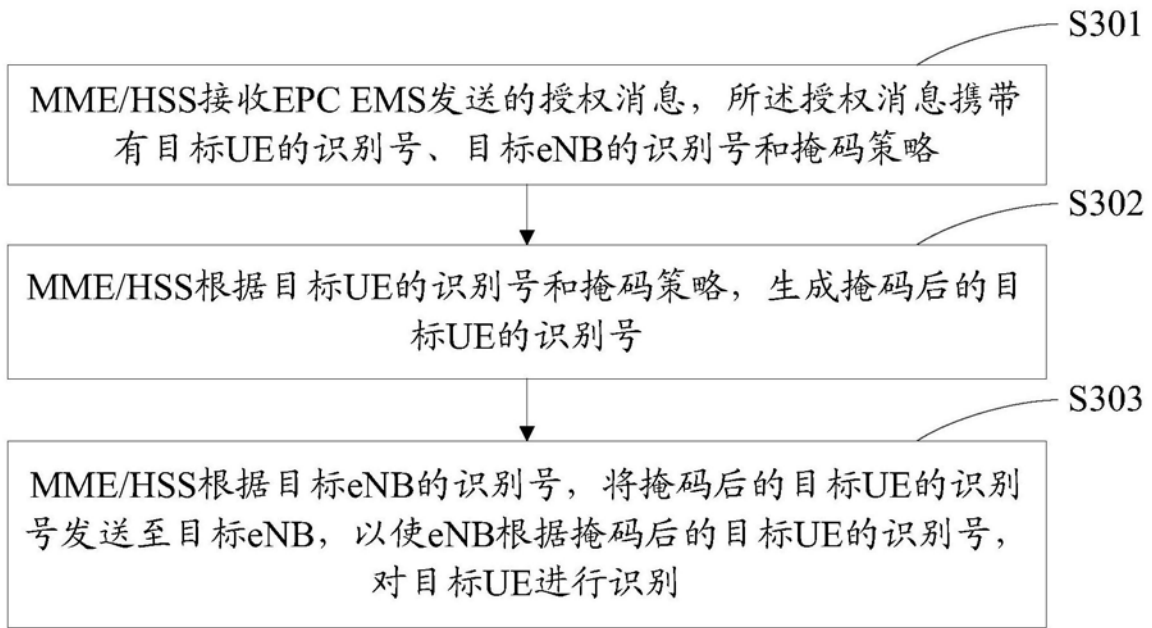 S301
MME/HSS接收EPC EMS发送的授权消息，所述授权消息携带
有目标UE的识别号、目标eNB的识别号和掩码策略
S302
MME/HSS根据目标UE的识别号和掩码策略，生成掩码后的目
标UE的识别号
S303
MME/HSS根据目标eNB的识别号，将掩码后的目标UE的识别
号发送至目标eNB，以使eNB根据掩码后的目标UE的识别号，
对目标UE进行识别